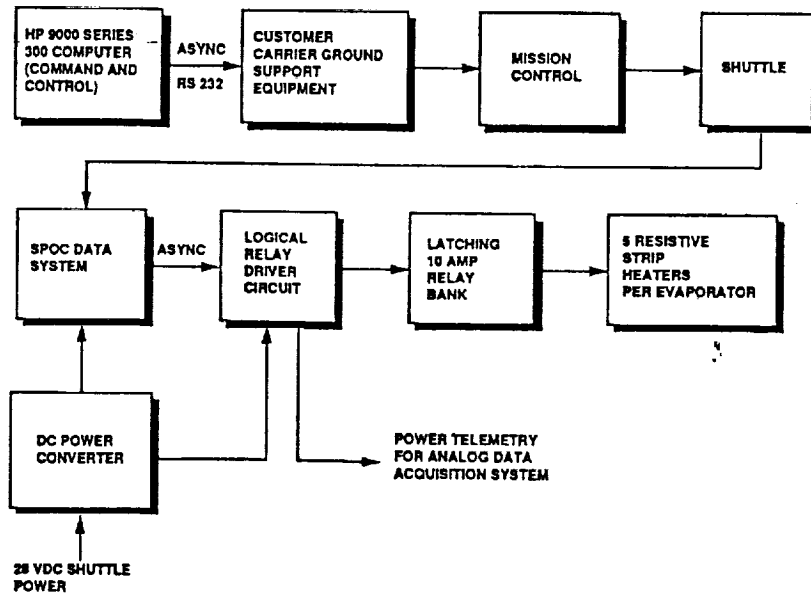 HP 9000 SERIES
300 COMPUTER
(COMMAND AND
CONTROL)
ASYNC
RS 232
CUSTOMER
CARRIER GROUND
SUPPORT
EQUIPMENT
MISSION
CONTROL
SHUTTLE
SPOC DATA
SYSTEM
ASYNC
LOGICAL
RELAY
DRIVER
CIRCUIT
LATCHING
10 AMP
RELAY
BANK
5 RESISTIVE
STRIP
HEATERS
PER EVAPORATOR
DC POWER
CONVERTER
POWER TELEMETRY
FOR ANALOG DATA
ACQUISITION SYSTEM
28 VDC SHUTTLE
POWER